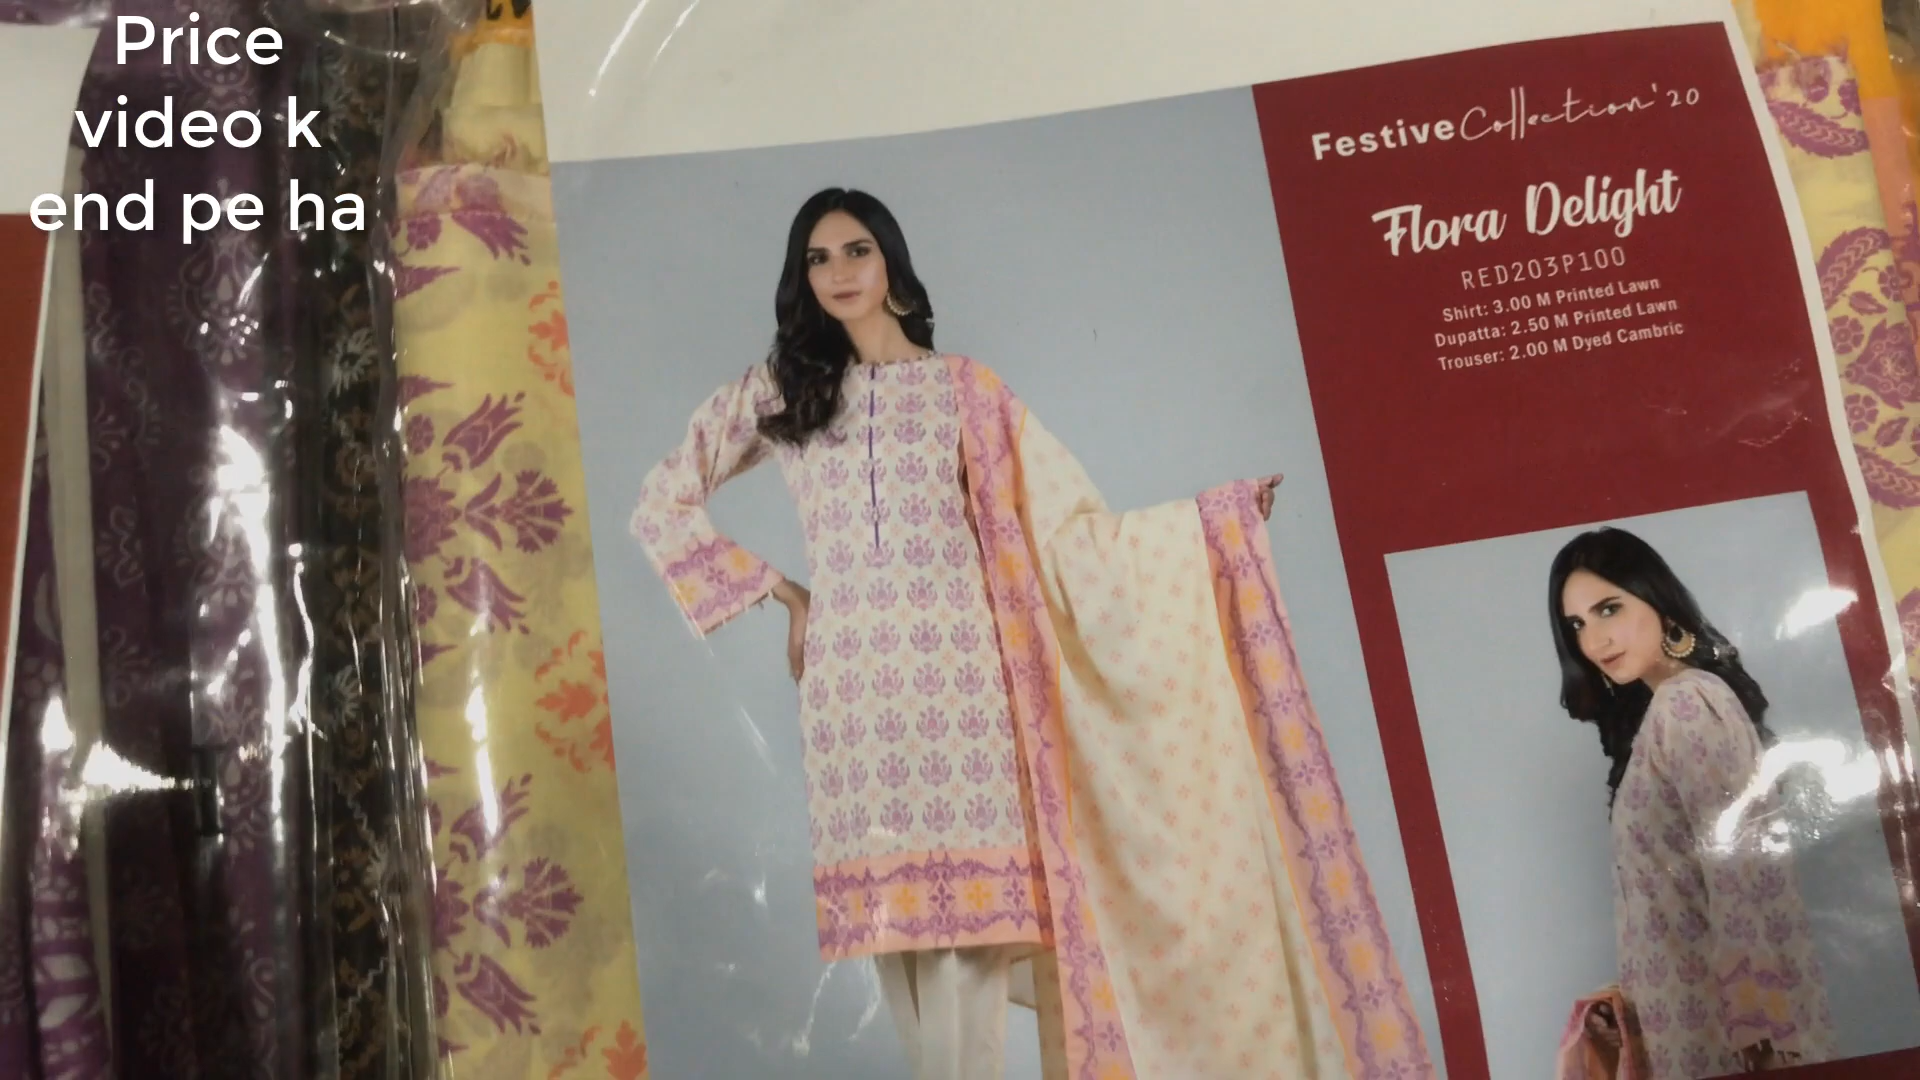 Price
video k
end pe ha
Festive Collection'20
Flora Delight
RED203P100
Shirt: 3.00 M Printed Lawn
Dupatta: 2.50 M Printed Lawn
Trouser: 2.00 M Dyed Cambric